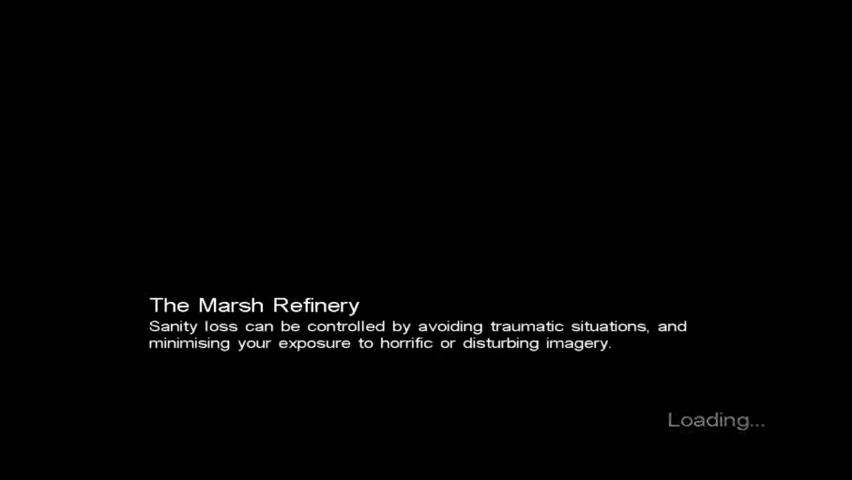 The Marsh Refinery
Sanity loss can be controlled by avoiding traumatic situations, and
minimising your exposure to horrific or disturbing imagery.
Loading...